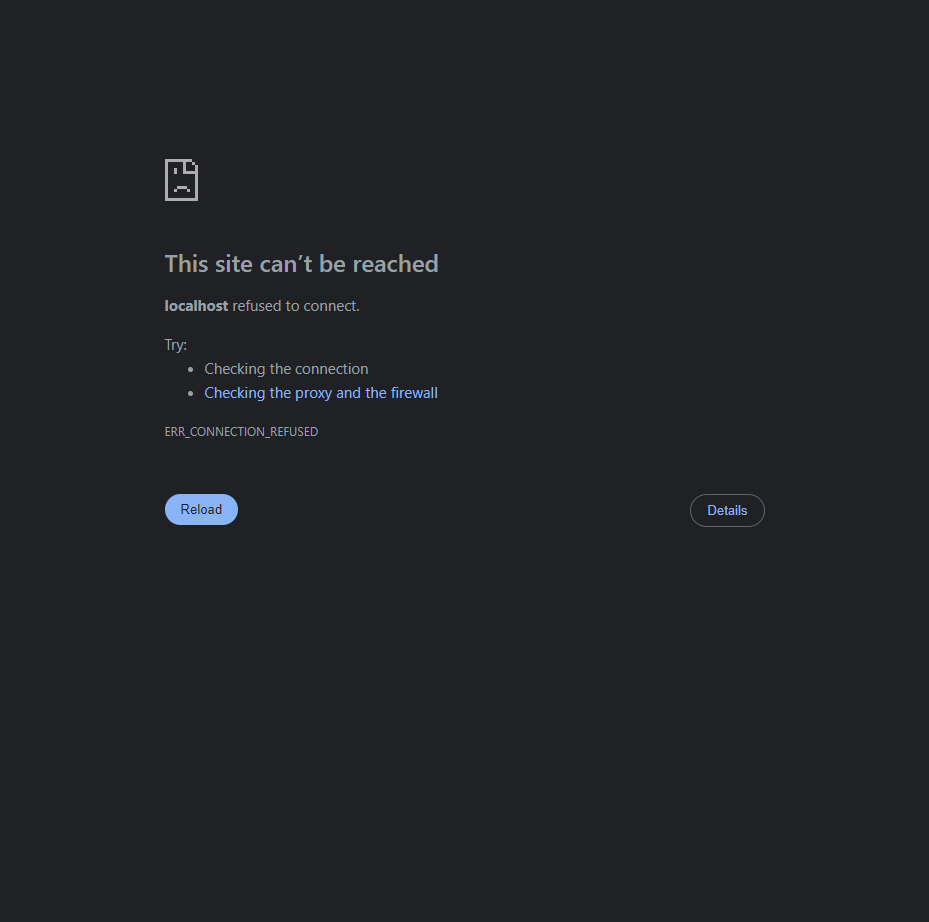 This site can’t be reached
localhost refused to connect.
Try:
Checking the connection
Checking the proxy and the firewall
ERR_CONNECTION_REFUSED
Reload
Details